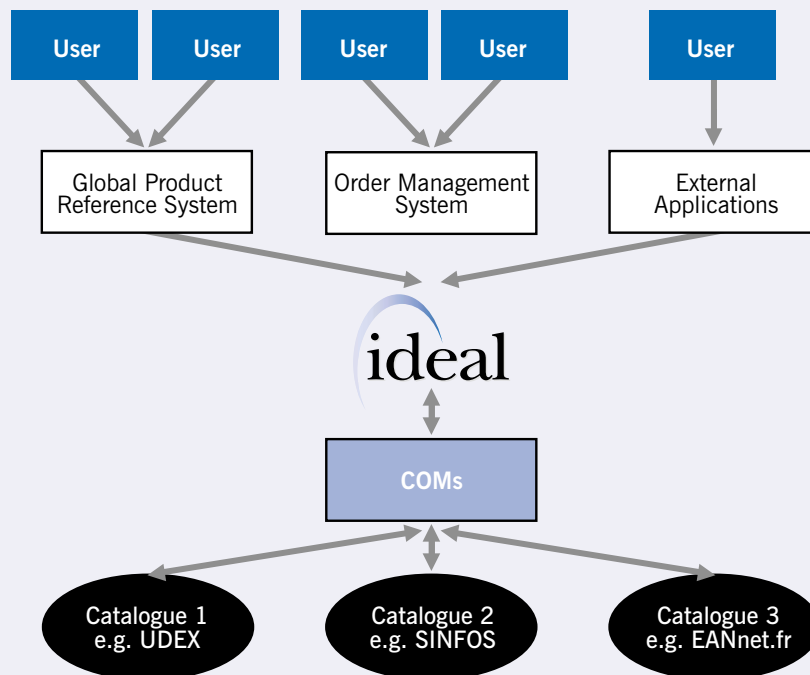 User
User
User
User
User
Global Product
Reference System
Order Management
System
External
Applications
ideal
COMs
Catalogue 1
e.g. UDEX
Catalogue 2
e.g. SINFOS
Catalogue 3
e.g. EANnet.fr